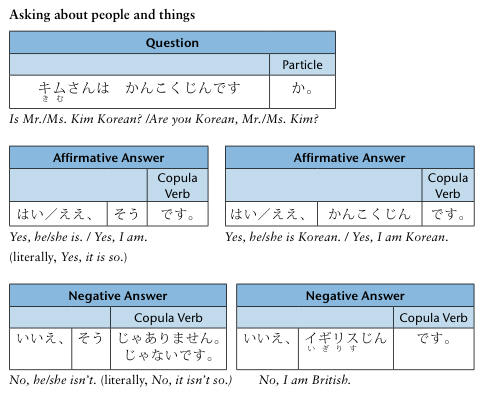 Asking about people and things
Question
Particle
キムさんは　かんこくじんです
か。
きむ
Is Mr./Ms. Kim Korean? /Are you Korean, Mr./Ms. Kim?
Affirmative Answer
Copula
Verb
はい／ええ、
そう
です。
Yes, he/she is. / Yes, I am.
(literally, Yes, it is so.)
Affirmative Answer
Copula
Verb
はい／ええ、
かんこくじん
です。
Yes, he/she is Korean. / Yes, I am Korean.
Negative Answer
Copula Verb
いいえ、
そう
じゃありません。
じゃないです。
No, he/she isn't. (literally, No, it isn't so.)
Negative Answer
Copula Verb
いいえ、
イギリスじん
いぎりす
です。
No, I am British.